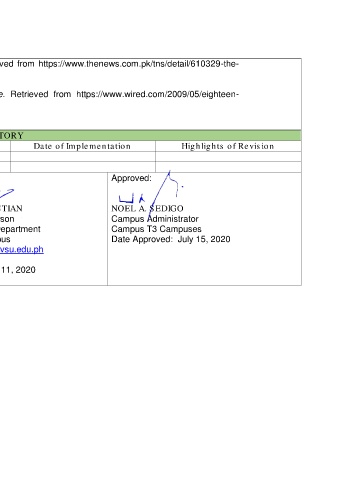 ved from https://www.thenews.com.pk/tns/detail/610329-the-
e. Retrieved from https://www.wired.com/2009/05/eighteen-
TORY
Date of Implementation
Highlights of Revision
TIAN
son
epartment
ous
vsu.edu.ph
11, 2020
Approved:
NOEL A. SEDIGO
Campus Administrator
Campus T3 Campuses
Date Approved: July 15, 2020